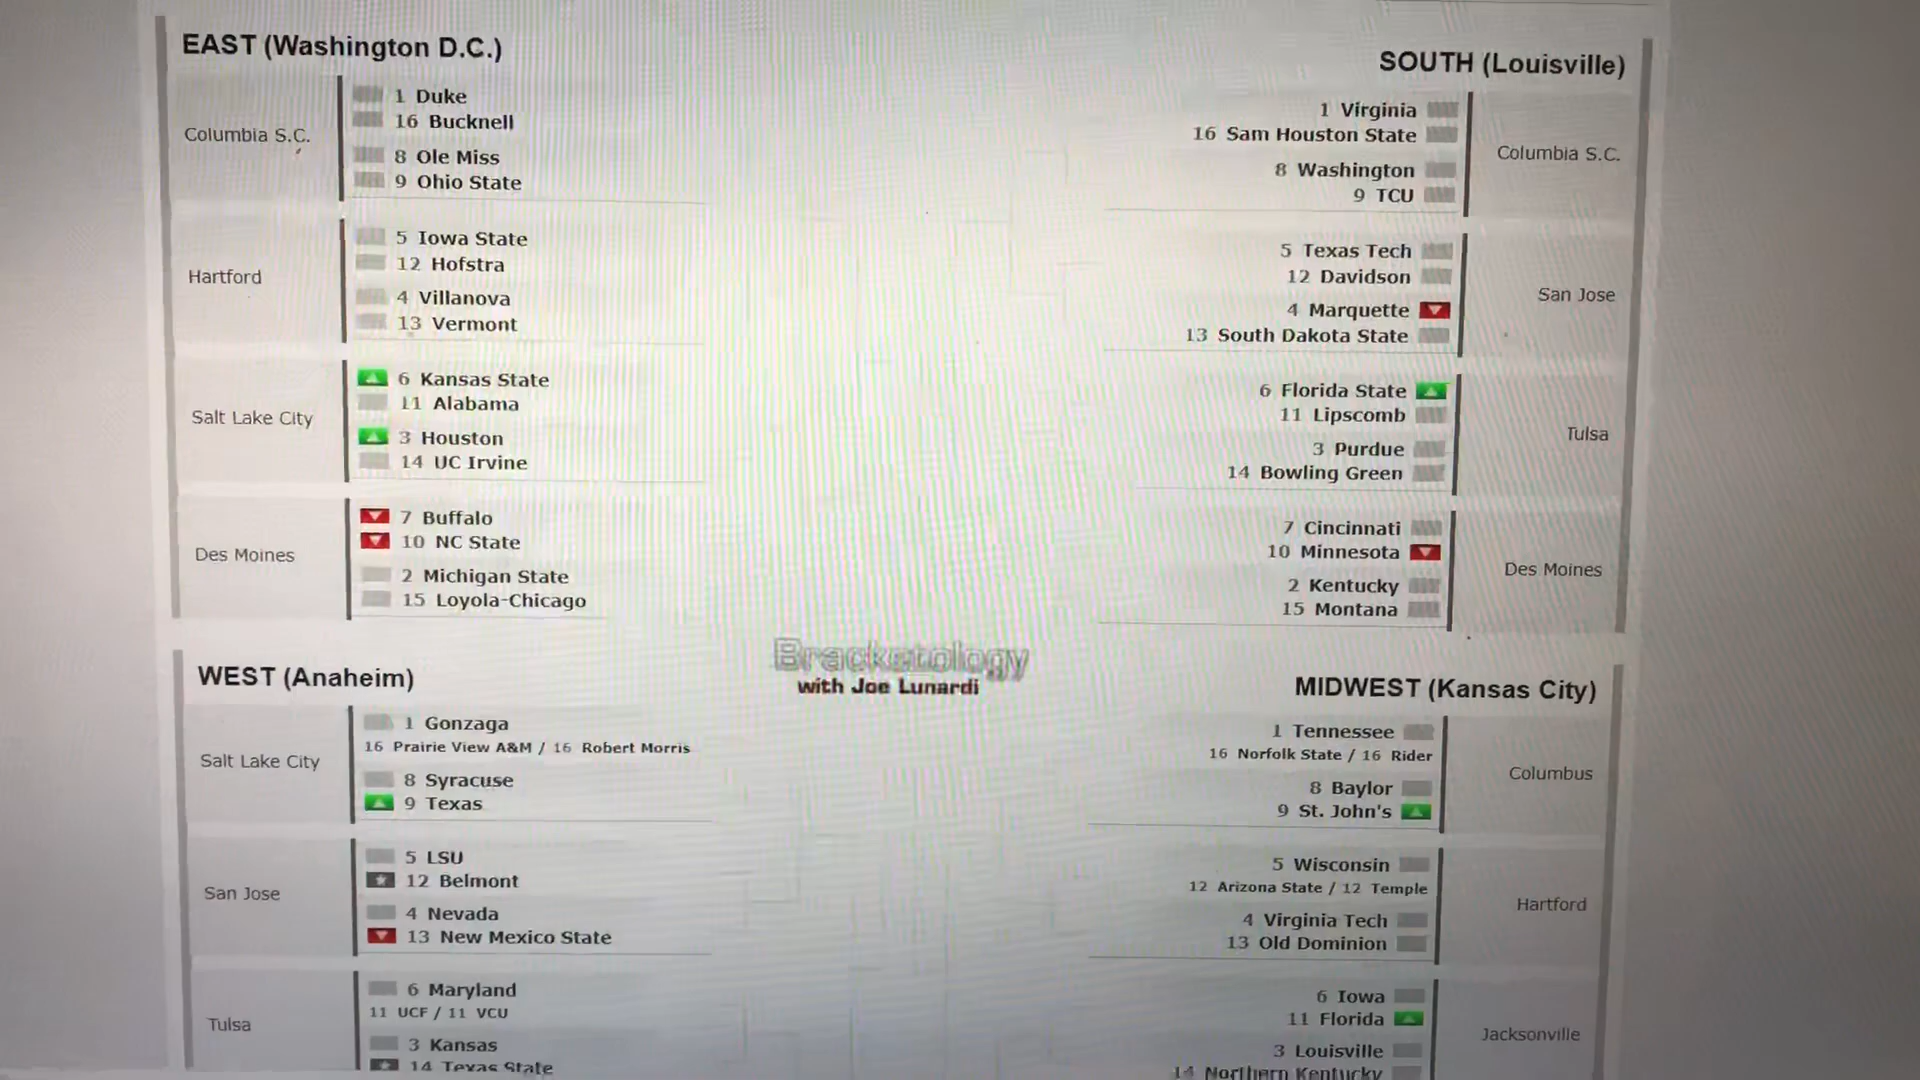 EAST (Washington D.C.)
Columbia S.C.
1 Duke
16 Bucknell
8 Ole Miss
9 Ohio State
Hartford
5 Iowa State
12 Hofstra
4 Villanova
13 Vermont
Salt Lake City
6 Kansas State
11 Alabama
3 Houston
14 UC Irvine
Des Moines
7 Buffalo
10 NC State
2 Michigan State
15 Loyola-Chicago
SOUTH (Louisville)
1 Virginia
16 Sam Houston State
8 Washington
9 TCU
Columbia S.C.
5 Texas Tech
12 Davidson
4 Marquette
13 South Dakota State
San Jose
6 Florida State
11 Lipscomb
3 Purdue
14 Bowling Green
Tulsa
7 Cincinnati
10 Minnesota
2 Kentucky
15 Montana
Des Moines
Bracketology
with Joe Lunardi
WEST (Anaheim)
Salt Lake City
1 Gonzaga
16 Prairie View A&M / 16 Robert Morris
8 Syracuse
9 Texas
San Jose
5 LSU
12 Belmont
4 Nevada
13 New Mexico State
Tulsa
6 Maryland
11 UCF / 11 VCU
3 Kansas
14 Texas State
MIDWEST (Kansas City)
1 Tennessee
16 Norfolk State / 16 Rider
8 Baylor
9 St. John's
Columbus
5 Wisconsin
12 Arizona State / 12 Temple
4 Virginia Tech
13 Old Dominion
Hartford
6 Iowa
11 Florida
3 Louisville
14 Northern Kentucky
Jacksonville